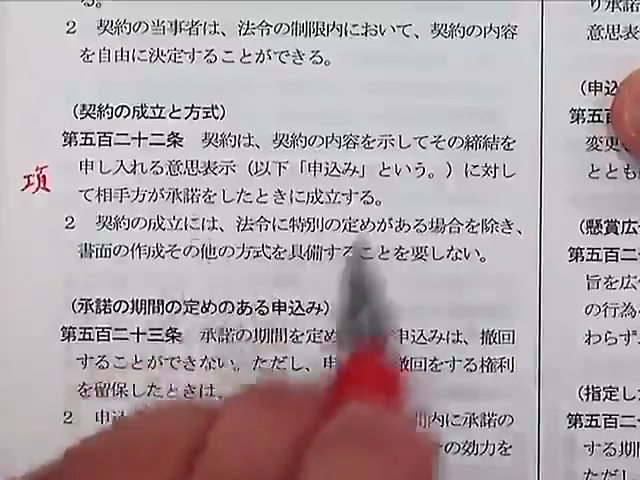 る。
2 契約の当事者は、法令の制限内において、契約の内容
を自由に決定することができる。
（契約の成立と方式）
第五百二十二条 契約は、契約の内容を示してその締結を
申し入れる意思表示（以下「申込み」という。）に対し
て相手方が承諾をしたときに成立する。
2 契約の成立には、法令に特別の定めがある場合を除き、
書面の作成その他の方式を具備することを要しない。
（承諾の期間の定めのある申込み）
第五百二十三条 承諾の期間を定め 申込みは、撤回
することができない。ただし、申 撤回をする権利
を留保したときは、
2 申込 間内に承諾の
の効力を
項
り承諾
意思表
（申込
第五百
変更
ととも
（懸賞広
第五百二
旨を広
の行為
わらず
（指定し
第五百二十
する期
ただし